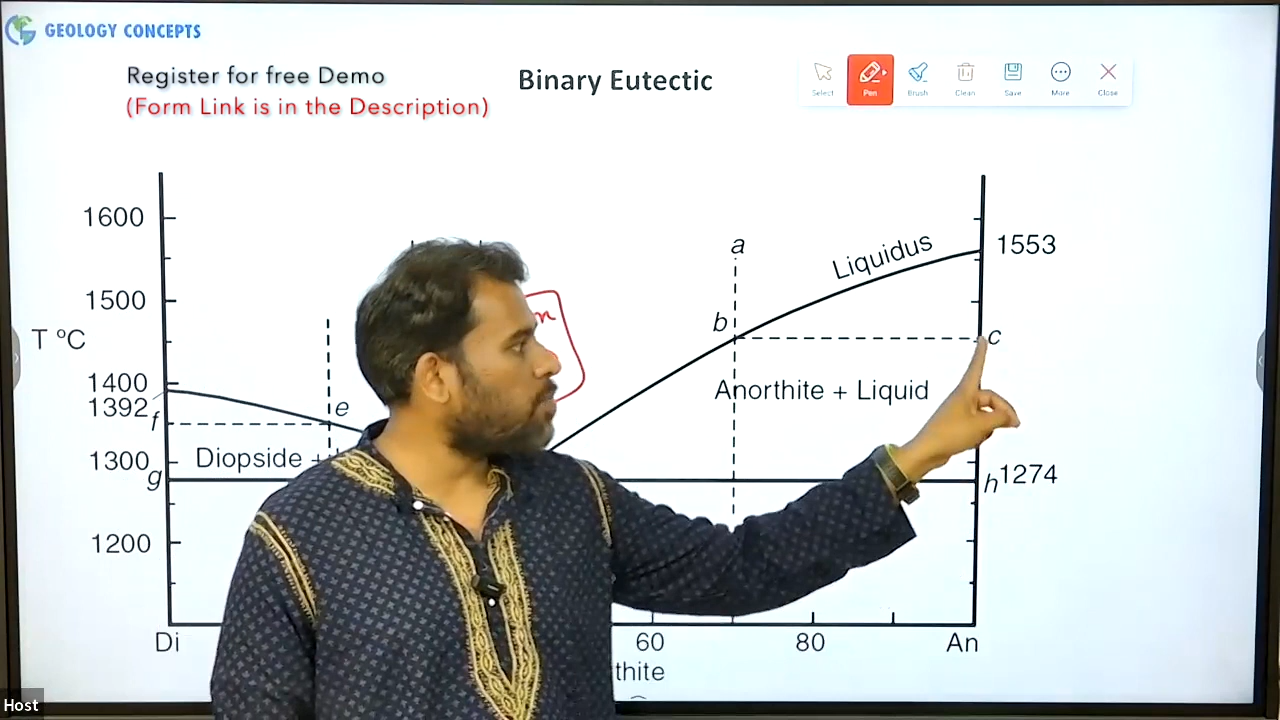 GEOLOGY CONCEPTS
Register for free Demo
(Form Link is in the Description)
Binary Eutectic
Select
Pen
Brush
Clean
Save
More
Close
1600
1500
T ºC
1400
1392
f
1300
g
1200
e
Diopside +
a
b
Liquidus
1553
c
Anorthite + Liquid
h 1274
Di
60
80
An
thite
Host